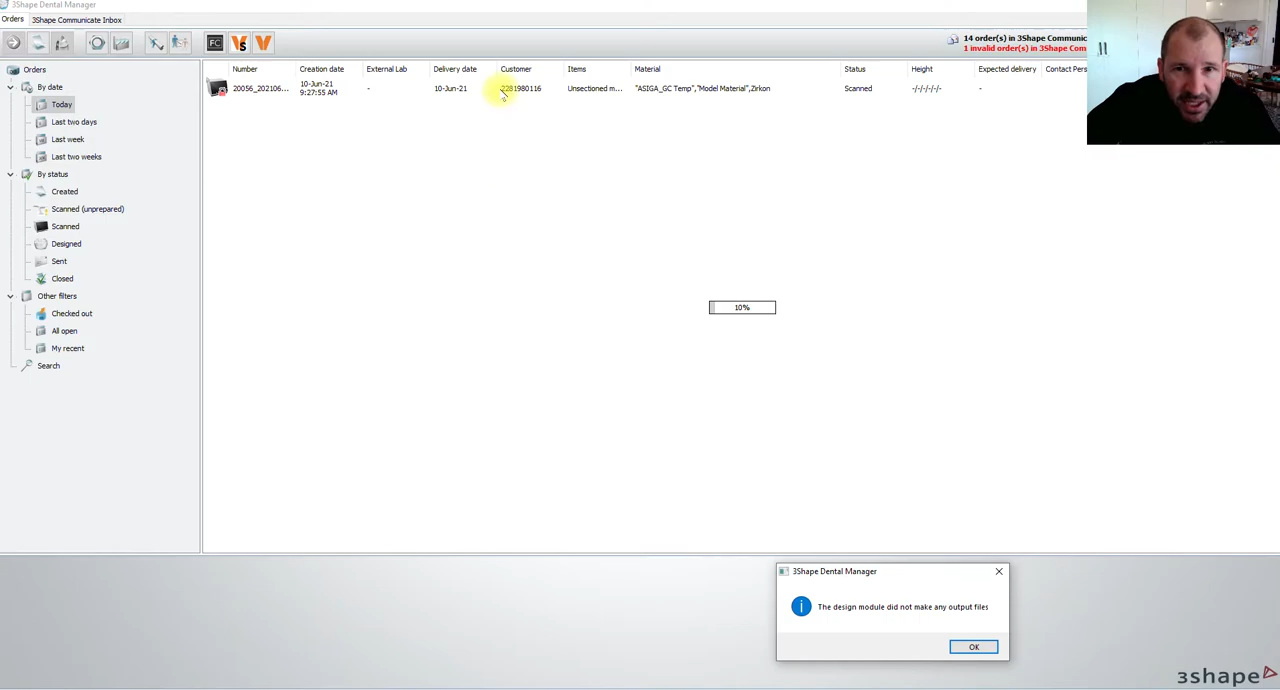 3Shape Dental Manager
Orders 3Shape Communicate Inbox
FC VS V
14 order(s) in 3Shape Communic
1 invalid order(s) in 3Shape Com
Orders
By date
Today
Last two days
Last week
Last two weeks
By status
Created
Scanned (unprepared)
Scanned
Designed
Sent
Closed
Other filters
Checked out
All open
My recent
Search
Number Creation date External Lab Delivery date Customer Items Material Status Height Expected delivery Contact Pers
20056_202106... 10-Jun-21 9:27:55 AM - 10-Jun-21 2281980116 Unsectioned m... "ASIGA_GC Temp","Model Material",Zirkon Scanned -/-/-/-/-/- -
10%
3Shape Dental Manager
The design module did not make any output files
OK
3shape